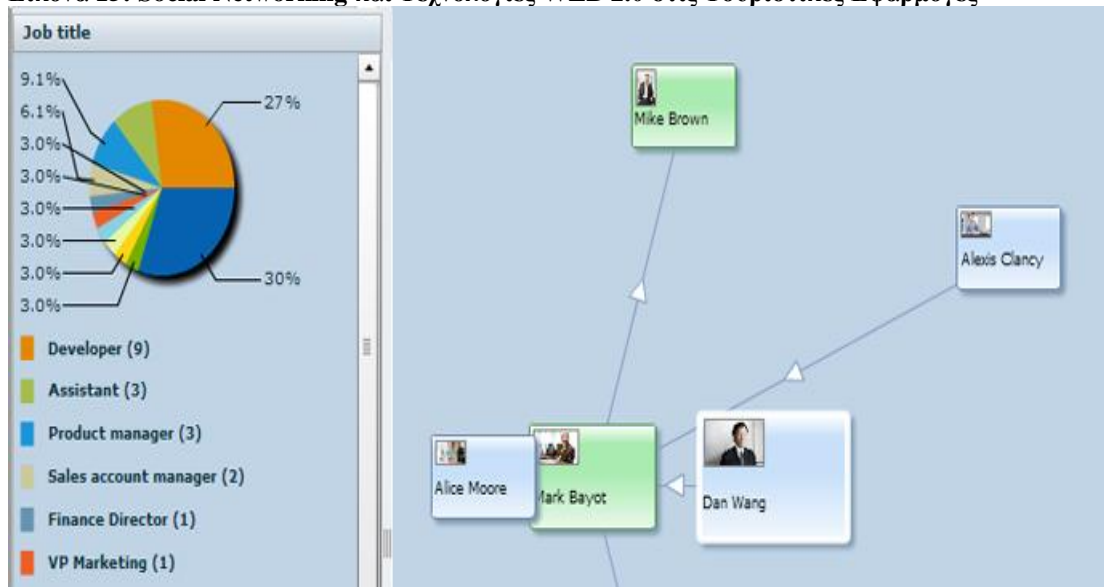 Job title
9.1%
27%
6.1%
3.0%
3.0%
3.0%
3.0%
3.0%
30%
3.0%
Developer (9)
Assistant (3)
Product manager (3)
Sales account manager (2)
Finance Director (1)
VP Marketing (1)
Mike Brown
Alexis Clancy
Alice Moore
Mark Bayot
Dan Wang